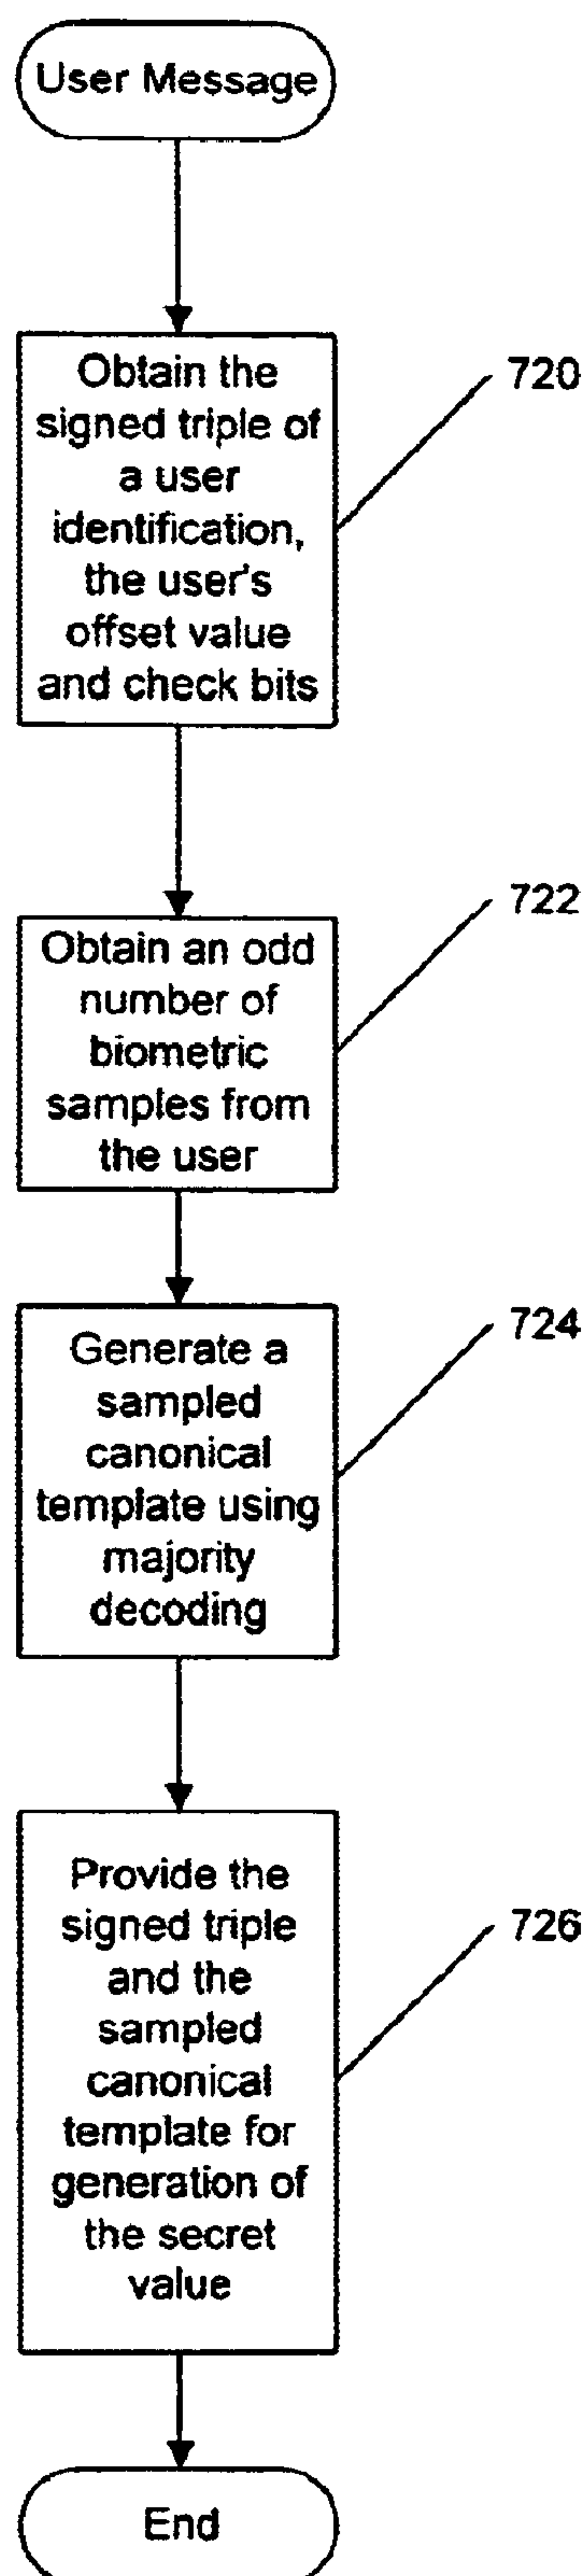 User Message
Obtain the
signed triple of
a user
identification,
the user's
offset value
and check bits
720
Obtain an odd
number of
biometric
samples from
the user
722
Generate a
sampled
canonical
template using
majority
decoding
724
Provide the
signed triple
and the
sampled
canonical
template for
generation of
the secret
value
726
End